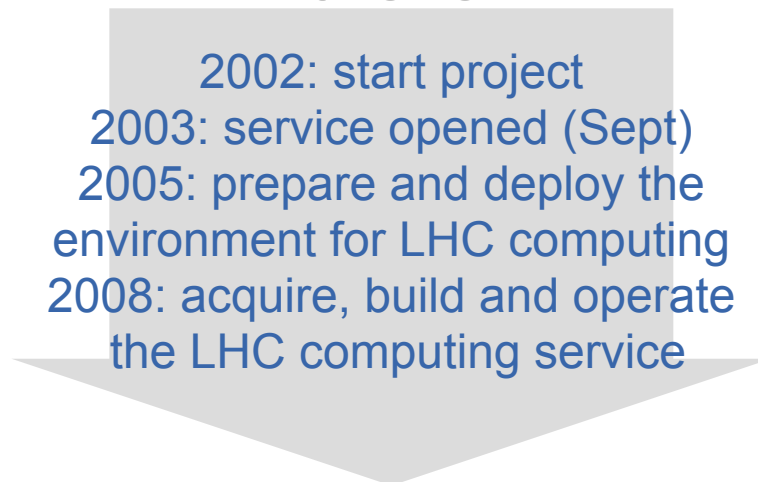 2002: start project
2003: service opened (Sept)
2005: prepare and deploy the
environment for LHC computing
2008: acquire, build and operate
the LHC computing service